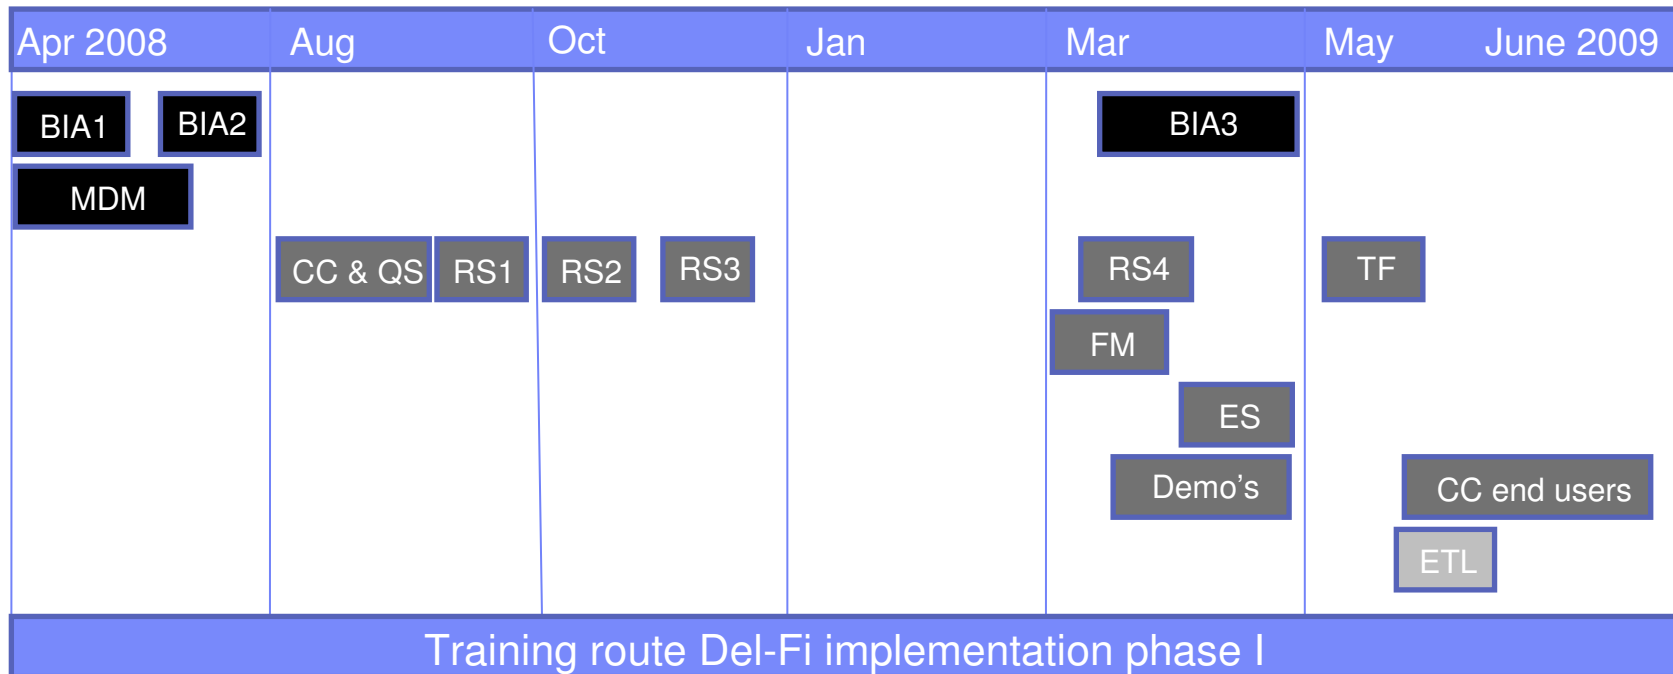 Apr 2008 Aug Oct Jan Mar May June 2009
BIA1 BIA2 BIA3
MDM
CC & QS RS1 RS2 RS3 RS4 TF
FM
ES
Demo's CC end users
ETL
Training route Del-Fi implementation phase I